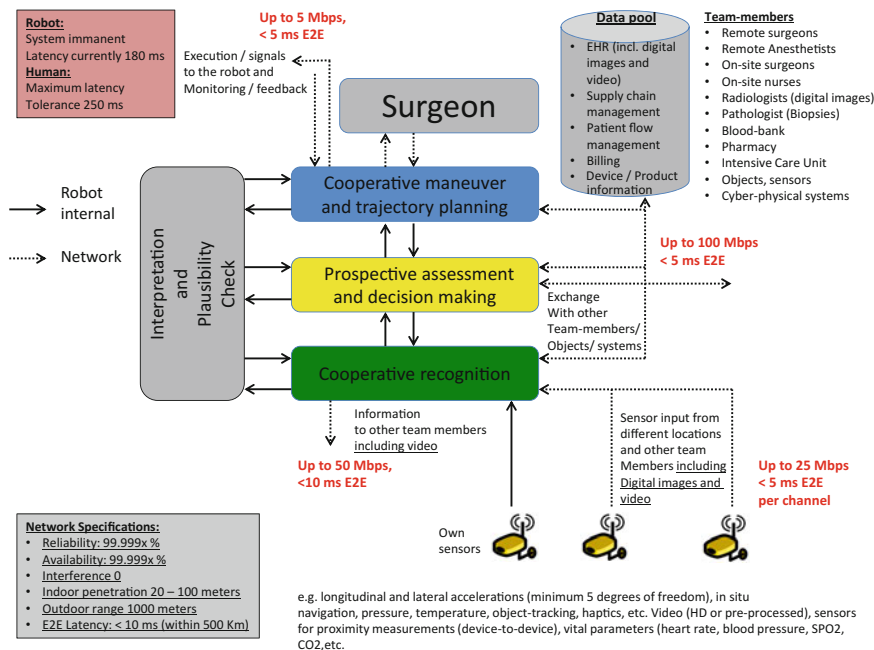 Robot:
System immanent
Latency currently 180 ms
Human:
Maximum latency
Tolerance 250 ms
Up to 5 Mbps,
< 5 ms E2E
Execution / signals
to the robot and
Monitoring / feedback
Surgeon
Data pool
• EHR (incl. digital
images and
video)
• Supply chain
management
• Patient flow
management
• Billing
• Device / Product
information
Team-members
• Remote surgeons
• Remote Anesthetists
• On-site surgeons
• On-site nurses
• Radiologists (digital images)
• Pathologist (Biopsies)
• Blood-bank
• Pharmacy
• Intensive Care Unit
• Objects, sensors
• Cyber-physical systems
Robot
internal
Network
Interpretation
and
Plausibility
Check
Cooperative maneuver
and trajectory planning
Prospective assessment
and decision making
Cooperative recognition
Up to 100 Mbps
< 5 ms E2E
Exchange
With other
Team-members/
Objects/ systems
Information
to other team members
including video
Up to 50 Mbps,
<10 ms E2E
Sensor input from
different locations
and other team
Members including
Digital images and
video
Up to 25 Mbps
< 5 ms E2E
per channel
Own
sensors
Network Specifications:
• Reliability: 99.999x %
• Availability: 99.999x %
• Interference 0
• Indoor penetration 20 – 100 meters
• Outdoor range 1000 meters
• E2E Latency: < 10 ms (within 500 Km)
e.g. longitudinal and lateral accelerations (minimum 5 degrees of freedom), in situ
navigation, pressure, temperature, object-tracking, haptics, etc. Video (HD or pre-processed), sensors
for proximity measurements (device-to-device), vital parameters (heart rate, blood pressure, SPO2,
CO2,etc.